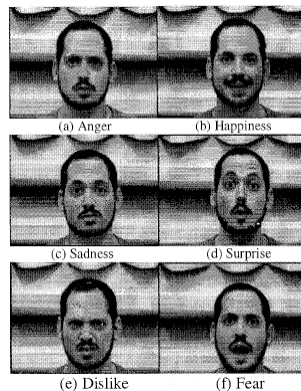 (a) Anger
(b) Happiness
(c) Sadness
(d) Surprise
(e) Dislike
(f) Fear